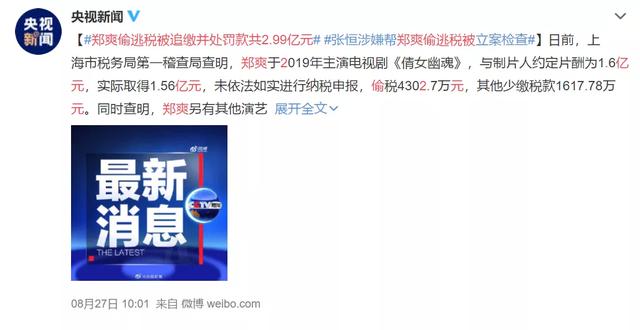 央视新闻
央视
新闻
#郑爽偷逃税被追缴并处罚款共2.99亿元# #张恒涉嫌帮郑爽偷逃税被立案检查#日前，上
海市税务局第一稽查局查明，郑爽于2019年主演电视剧《倩女幽魂》，与制片人约定片酬为1.6亿
元，实际取得1.56亿元，未依法如实进行纳税申报，偷税4302.7万元，其他少缴税款1617.78万
元。同时查明，郑爽另有其他演艺 展开全文
最新
消息
THE LATEST
08月27日 10:01 来自 微博 weibo.com